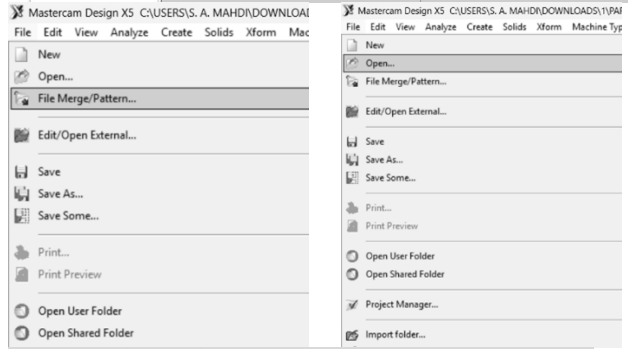 Mastercam Design X5 C:\USERS\S. A. MAHDI\DOWNLOAD
File Edit View Analyze Create Solids Xform Mac
New
Open...
File Merge/Pattern...
Edit/Open External...
Save
Save As...
Save Some...
Print...
Print Preview
Open User Folder
Open Shared Folder
Mastercam Design X5 C:\USERS\S. A. MAHDI\DOWNLOADS\1\PAR
File Edit View Analyze Create Solids Xform Machine Typ
New
Open...
File Merge/Pattern...
Edit/Open External...
Save
Save As...
Save Some...
Print...
Print Preview
Open User Folder
Open Shared Folder
Project Manager...
Import folder...